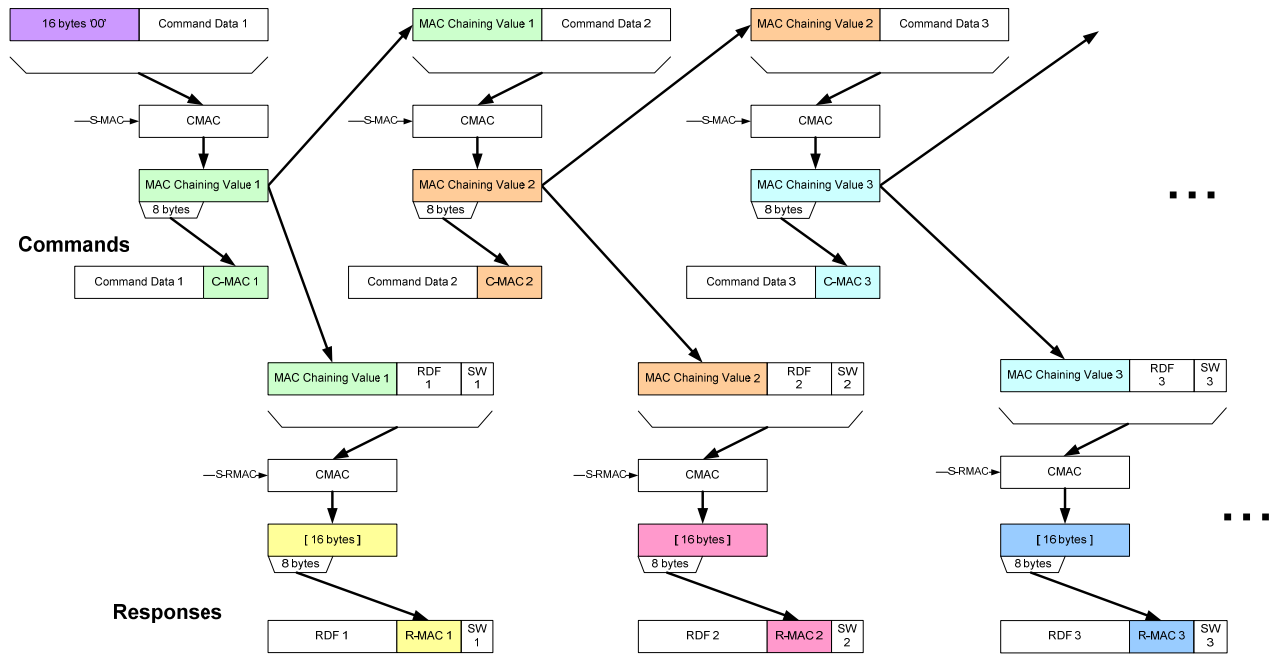 16 bytes '00' Command Data 1 MAC Chaining Value 1 Command Data 2 MAC Chaining Value 2 Command Data 3
S-MAC CMAC S-MAC CMAC S-MAC CMAC
MAC Chaining Value 1 MAC Chaining Value 2 MAC Chaining Value 3
8 bytes 8 bytes 8 bytes
...
Commands
Command Data 1 C-MAC 1 Command Data 2 C-MAC 2 Command Data 3 C-MAC 3
MAC Chaining Value 1 RDF 1 SW 1 MAC Chaining Value 2 RDF 2 SW 2 MAC Chaining Value 3 RDF 3 SW 3
S-RMAC CMAC S-RMAC CMAC S-RMAC CMAC
[ 16 bytes ] [ 16 bytes ] [ 16 bytes ]
...
8 bytes 8 bytes 8 bytes
Responses
RDF 1 R-MAC 1 SW 1 RDF 2 R-MAC 2 SW 2 RDF 3 R-MAC 3 SW 3